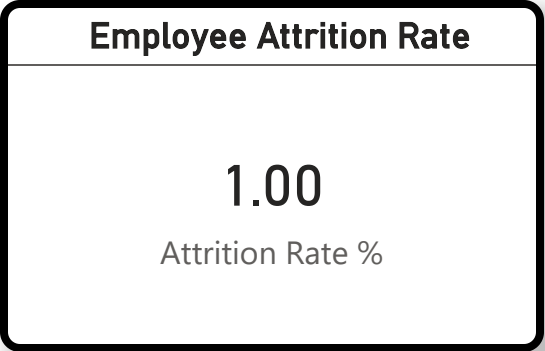 Employee Attrition Rate
1.00
Attrition Rate %